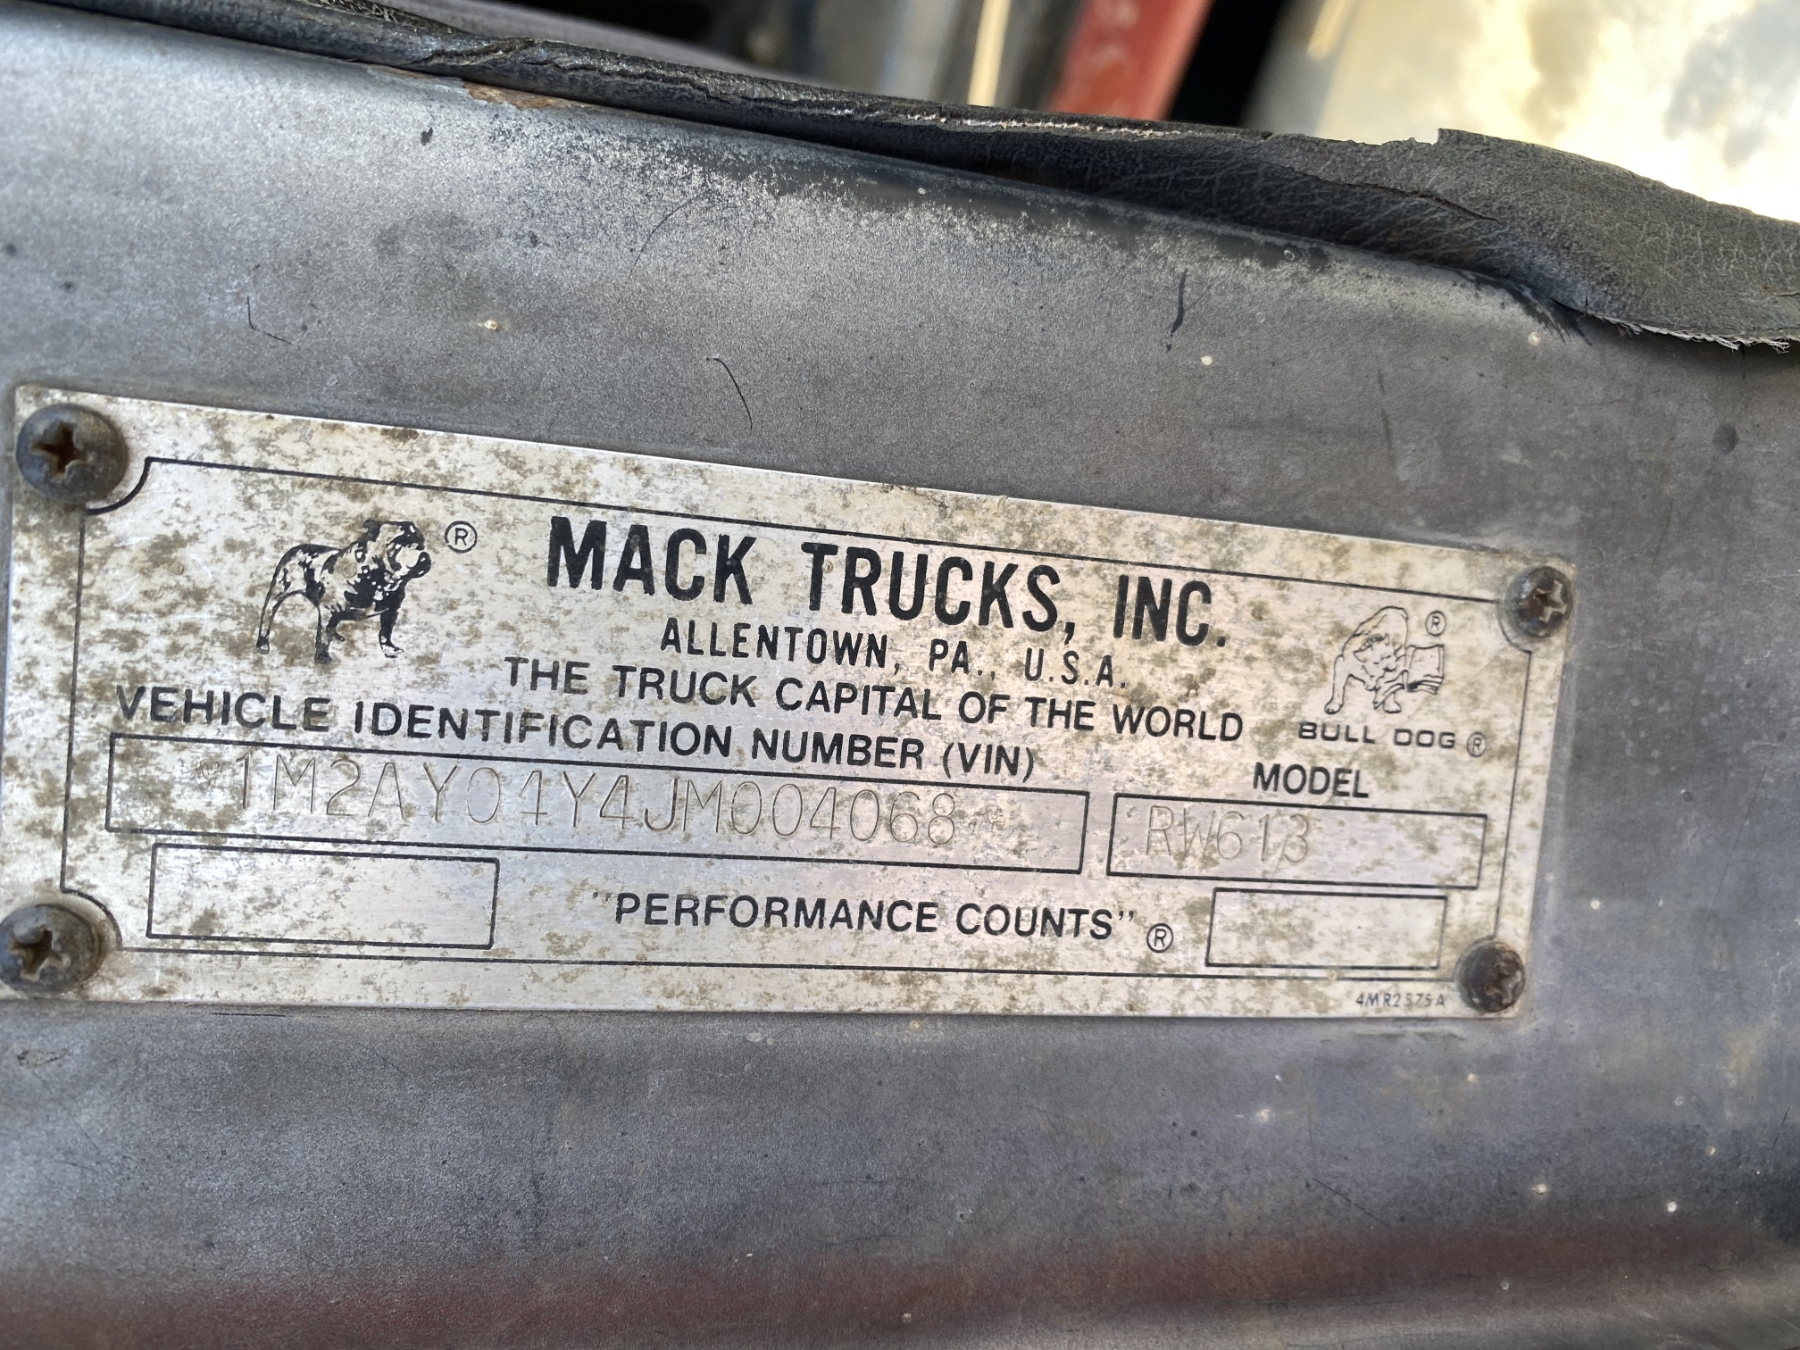 ®
MACK TRUCKS, INC.
ALLENTOWN, PA., U.S.A.
THE TRUCK CAPITAL OF THE WORLD
®
BULL DOG ®
VEHICLE IDENTIFICATION NUMBER (VIN)
MODEL
*1M2AY04Y4JM004068*
RW613
"PERFORMANCE COUNTS" ®
4MR2575A